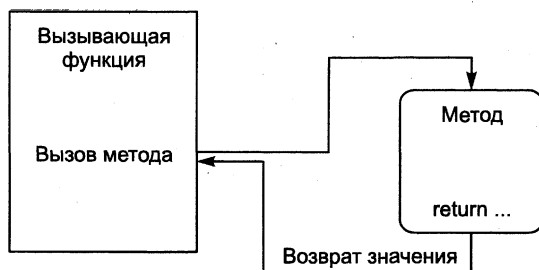 Вызывающая
функция
Вызов метода
Метод
return ...
Возврат значения